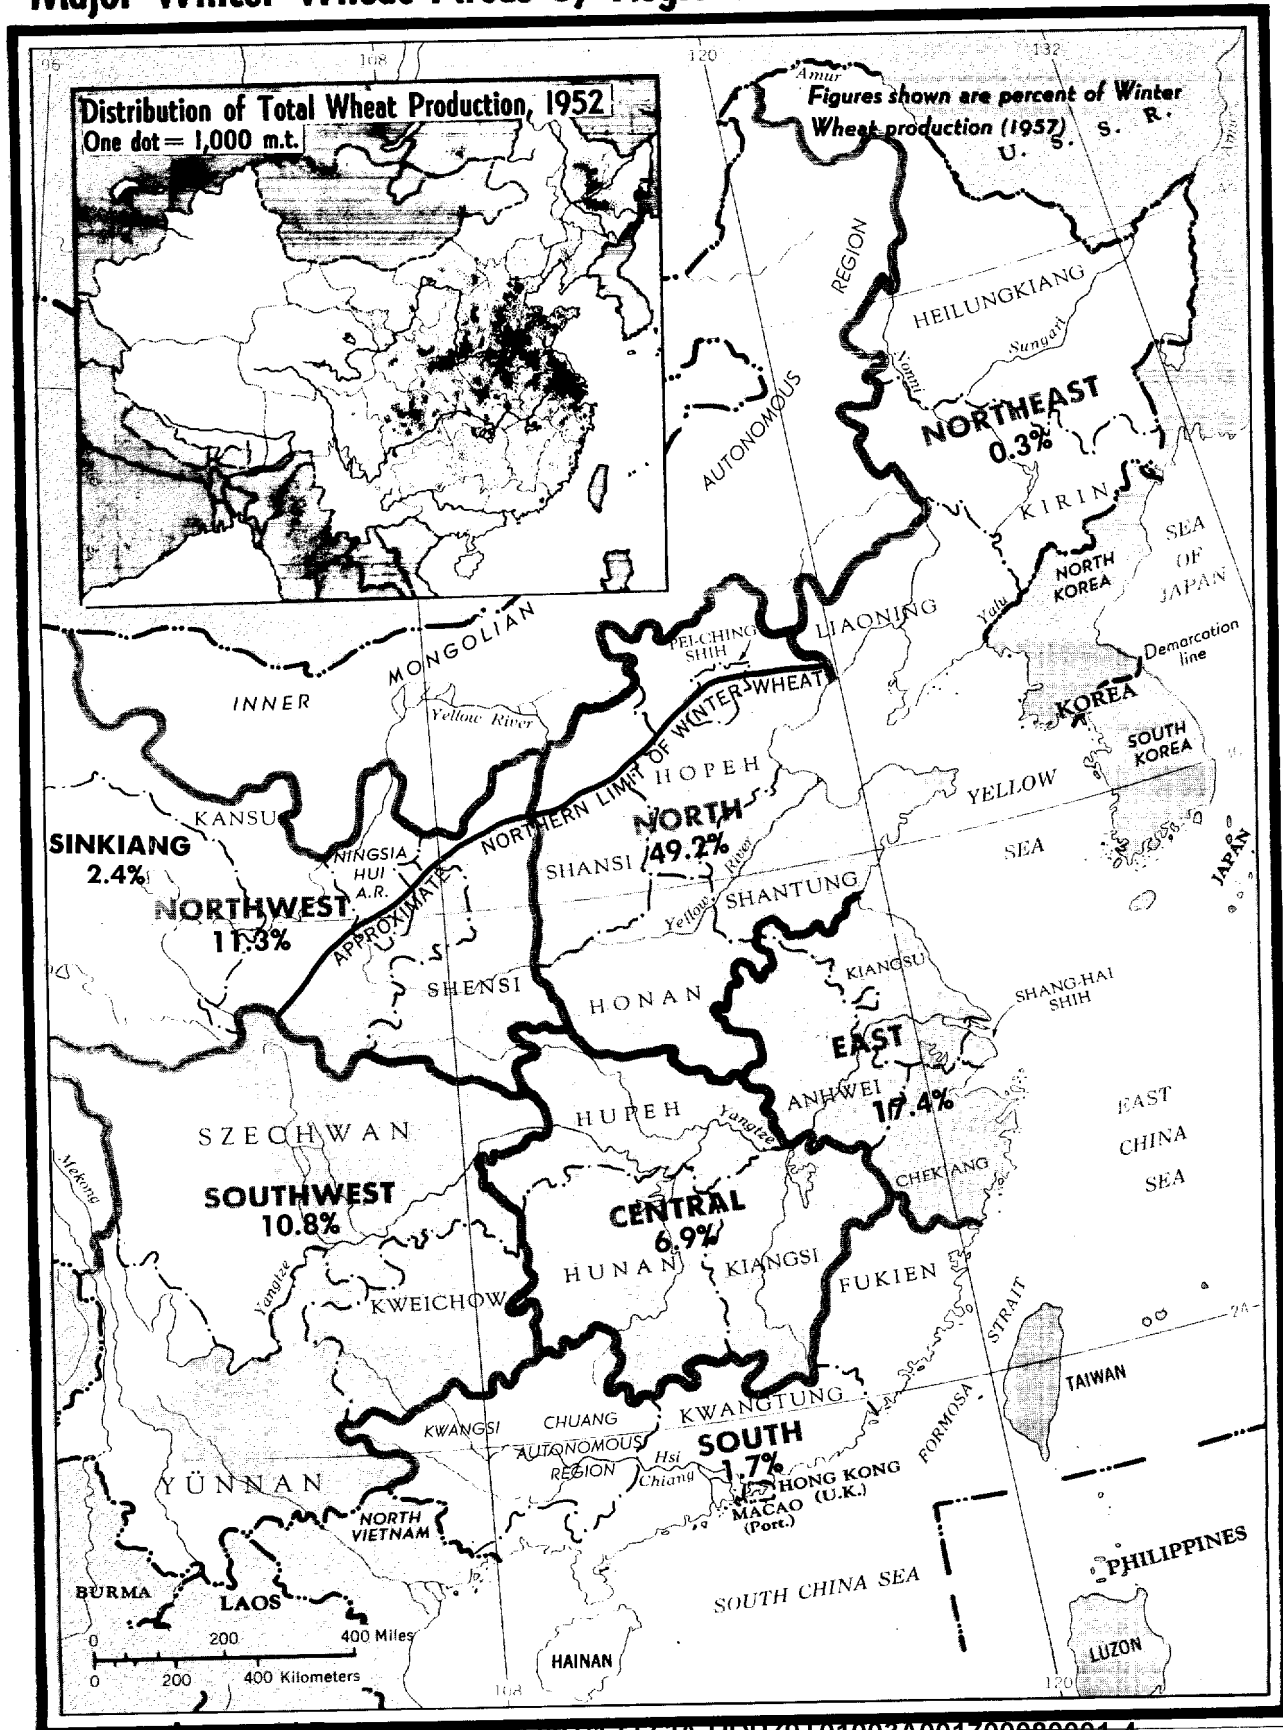 96
108
120
132
Distribution of Total Wheat Production, 1952
One dot = 1,000 m.t.
Amur
Figures shown are percent of Winter
Wheat production (1957)
U. S. S. R.
REGION
HEILUNGKIANG
Sungari
Nonni
AUTONOMOUS
NORTHEAST
0.3%
KIRIN
SEA
OF
JAPAN
NORTH
KOREA
Yalu
LIAONING
PEI-CHING
SHIH
Demarcation
line
MONGOLIAN
INNER
Yellow River
KOREA
SOUTH
KOREA
APPROXIMATE NORTHERN LIMIT OF WINTER WHEAT
HOPEH
YELLOW
SEA
KANSU
SINKIANG
2.4%
NINGSIA
HUI
A.R.
NORTH
49.2%
SHANSI
Yellow River
SHANTUNG
JAPAN
NORTHWEST
11.3%
SHENSI
HONAN
KIANGSU
SHANG-HAI
SHIH
EAST
ANHWEI
17.4%
EAST
CHINA
SEA
SZECHWAN
HUPEH
Yangtze
Mekong
CHEKIANG
SOUTHWEST
10.8%
CENTRAL
6.9%
HUNAN
KIANGSI
FUKIEN
Yangtze
KWEICHOW
FORMOSA STRAIT
24
TAIWAN
KWANGSI
CHUANG
AUTONOMOUS
REGION
KWANGTUNG
SOUTH
1.7%
Hsi
Chiang
HONG KONG
(U.K.)
MACAO
(Port.)
YÜNNAN
NORTH
VIETNAM
BURMA
LAOS
SOUTH CHINA SEA
PHILIPPINES
LUZON
HAINAN
0 200 400 Miles
0 200 400 Kilometers
108
120